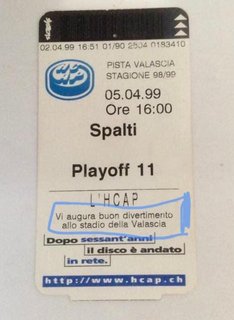 02.04.99 16:51 01/90 2504 0183410
PISTA VALASCIA
STAGIONE 98/99
05.04.99
Ore 16:00
Spalti
Playoff 11
L'HCAP
Vi augura buon divertimento
allo stadio della Valascia
Dopo sessant'anni
il disco è andato
in rete.
http://www.hcap.ch